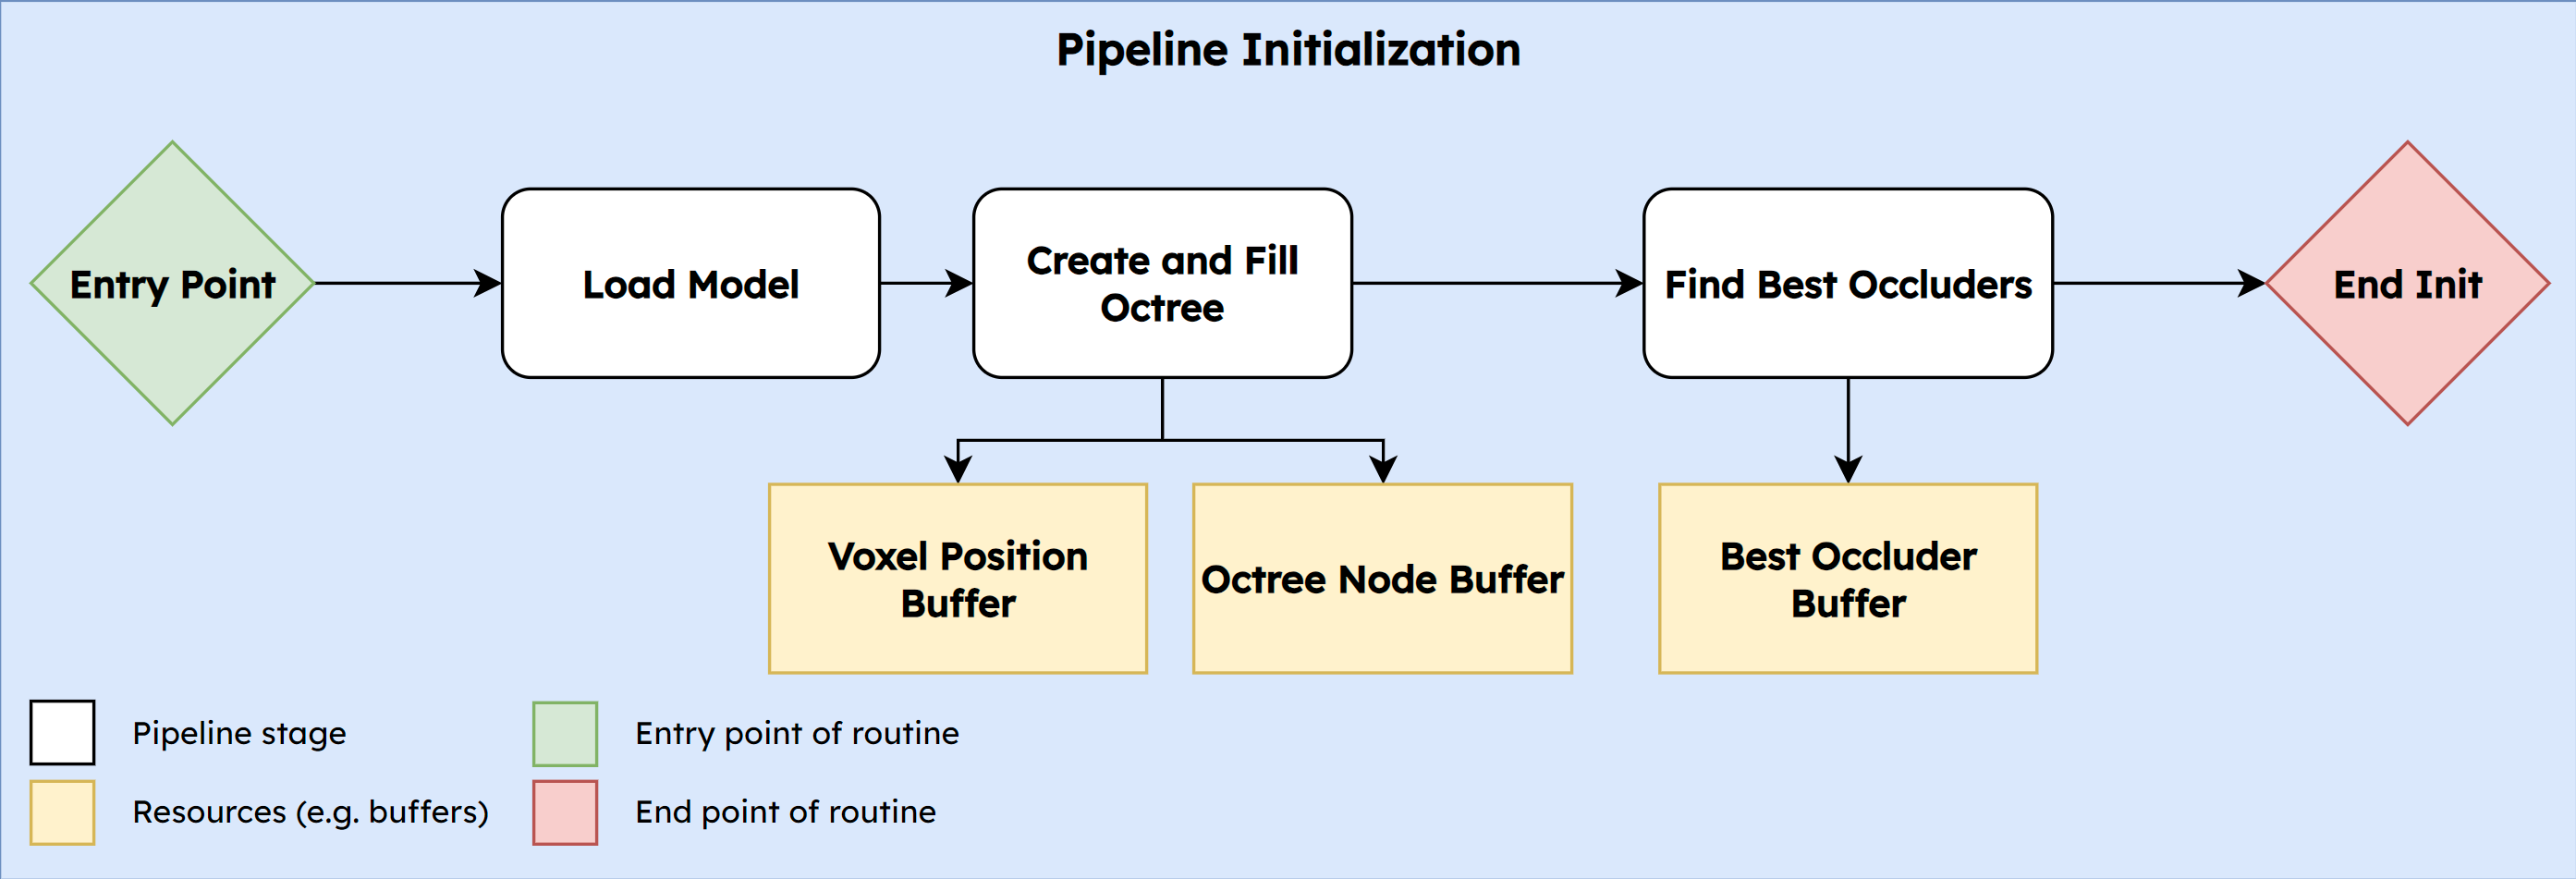 Pipeline Initialization
Entry Point
Load Model
Create and Fill
Octree
Find Best Occluders
End Init
Voxel Position
Buffer
Octree Node Buffer
Best Occluder
Buffer
Pipeline stage
Entry point of routine
Resources (e.g. buffers)
End point of routine